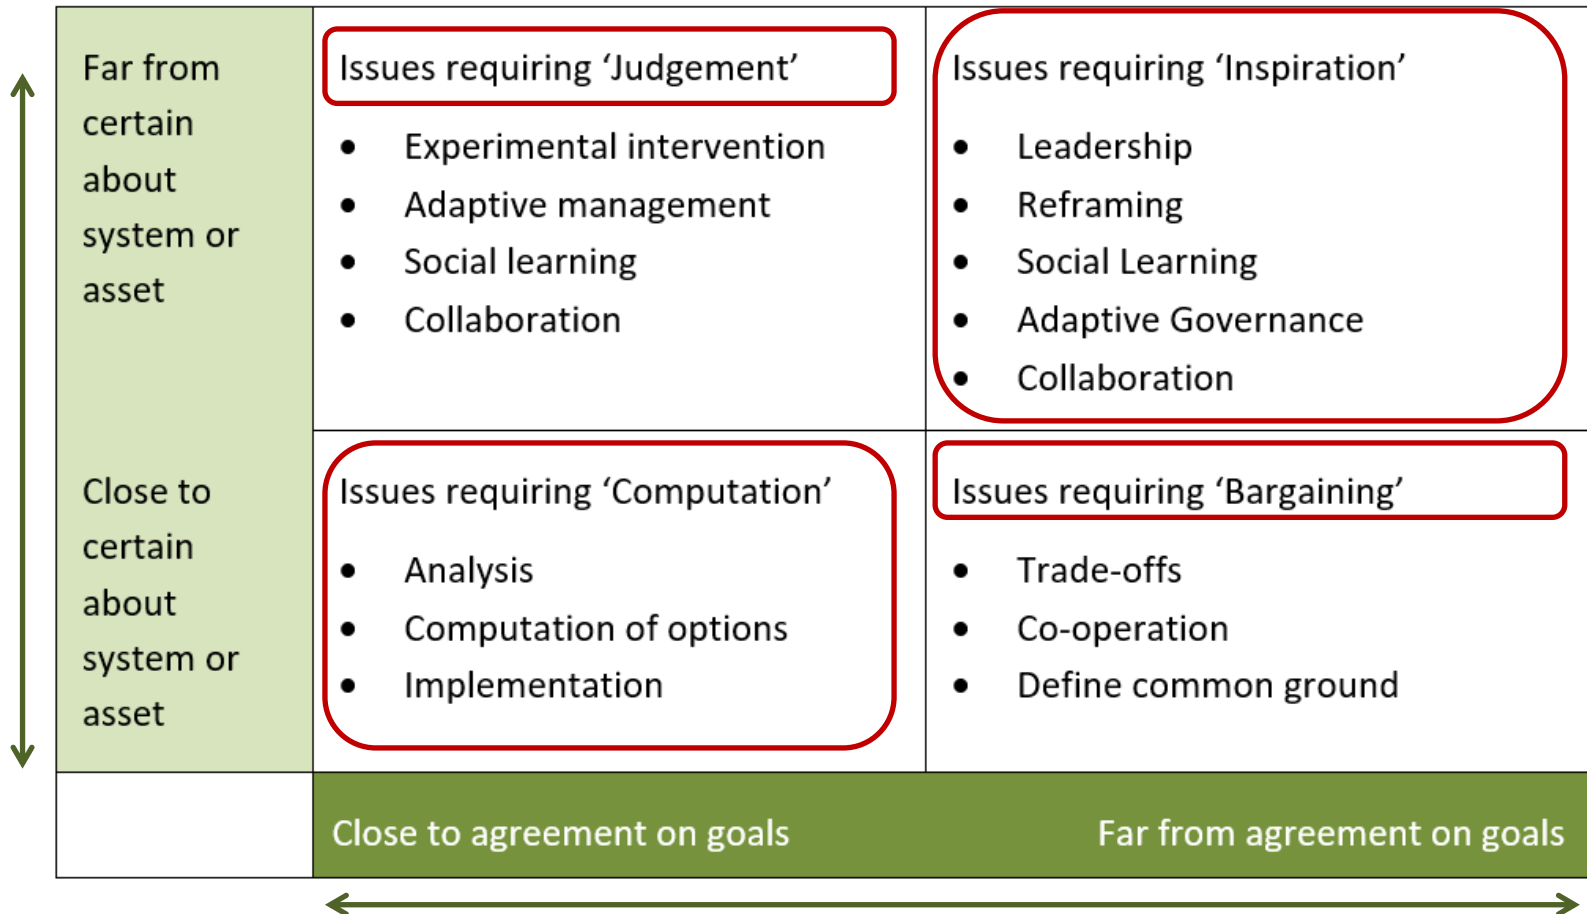 Far from
certain
about
system or
asset
Issues requiring ‘Judgement’
• Experimental intervention
• Adaptive management
• Social learning
• Collaboration
Issues requiring ‘Inspiration’
• Leadership
• Reframing
• Social Learning
• Adaptive Governance
• Collaboration
Close to
certain
about
system or
asset
Issues requiring ‘Computation’
• Analysis
• Computation of options
• Implementation
Issues requiring ‘Bargaining’
• Trade-offs
• Co-operation
• Define common ground
Close to agreement on goals
Far from agreement on goals